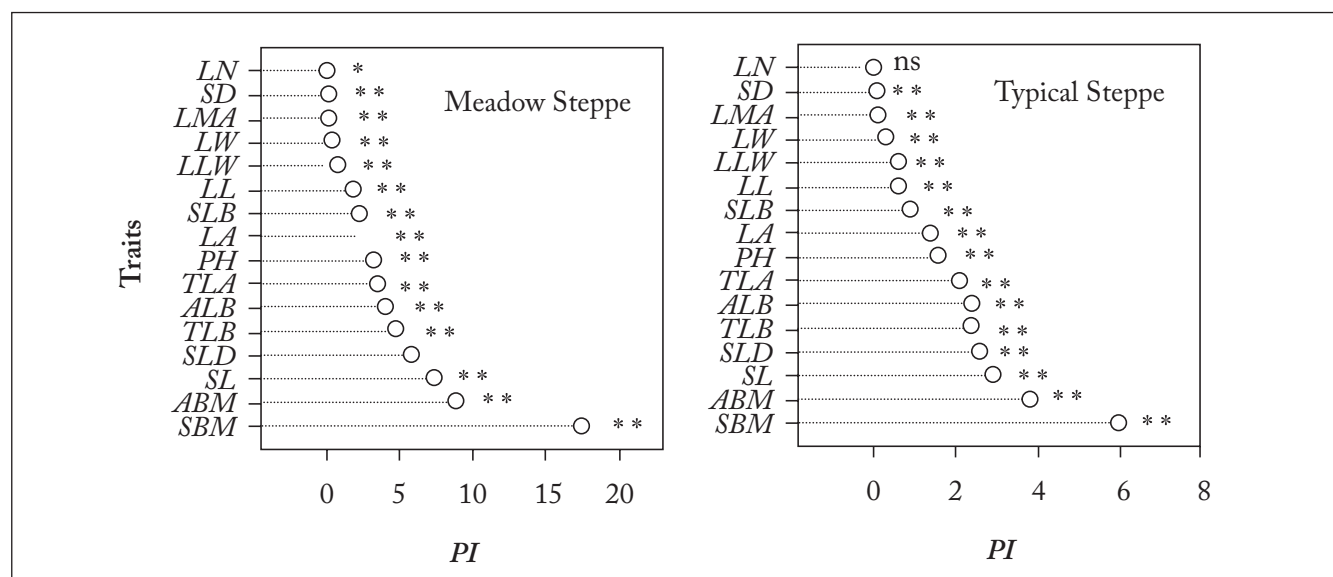 Traits
Meadow Steppe
LN *
SD * *
LMA * *
LW * *
LLW * *
LL * *
SLB * *
LA * *
PH * *
TLA * *
ALB * *
TLB * *
SLD
SL * *
ABM * *
SBM * *
0 5 10 15 20
PI
Typical Steppe
LN ns
SD * *
LMA * *
LW * *
LLW * *
LL * *
SLB * *
LA * *
PH * *
TLA * *
ALB * *
TLB * *
SLD * *
SL * *
ABM * *
SBM * *
0 2 4 6 8
PI